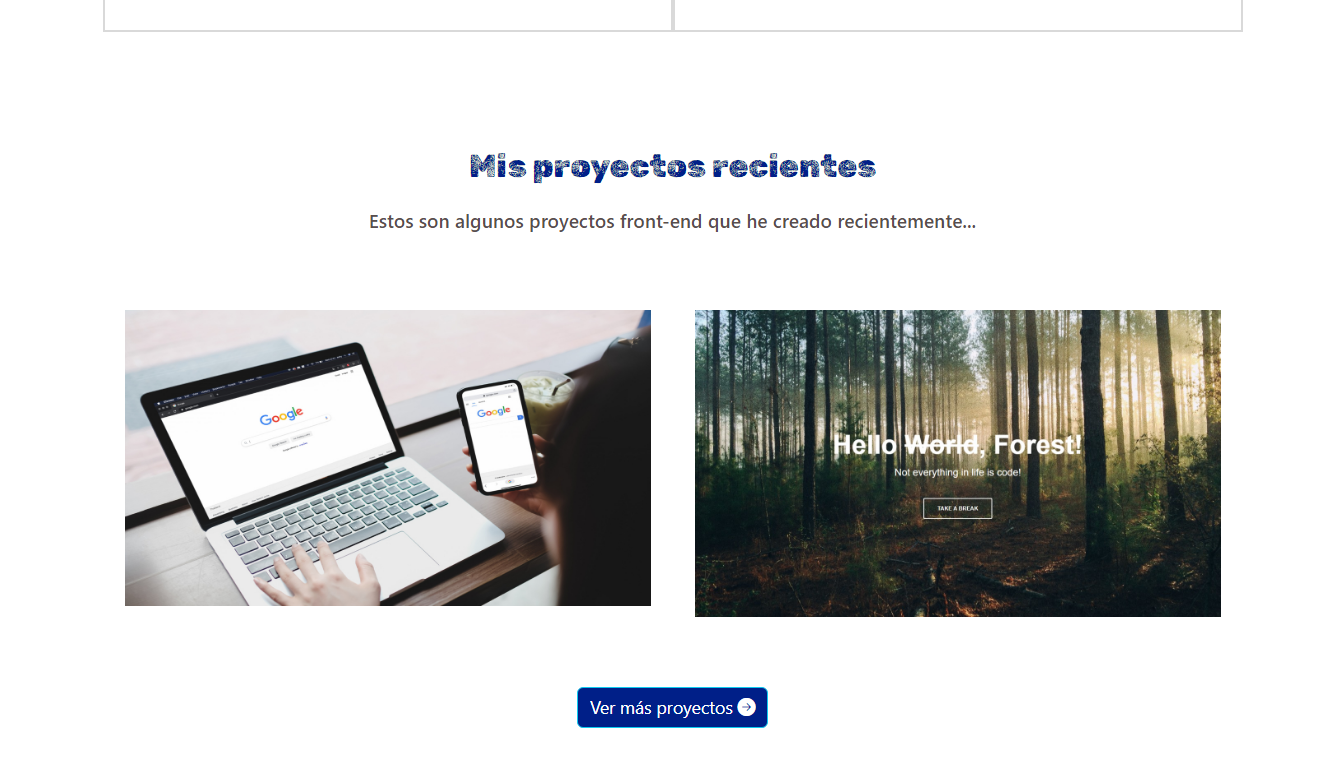 Mis proyectos recientes
Estos son algunos proyectos front-end que he creado recientemente...
Google
Google
Hello World, Forest!
Not everything in life is code!
TAKE A BREAK
Ver más proyectos